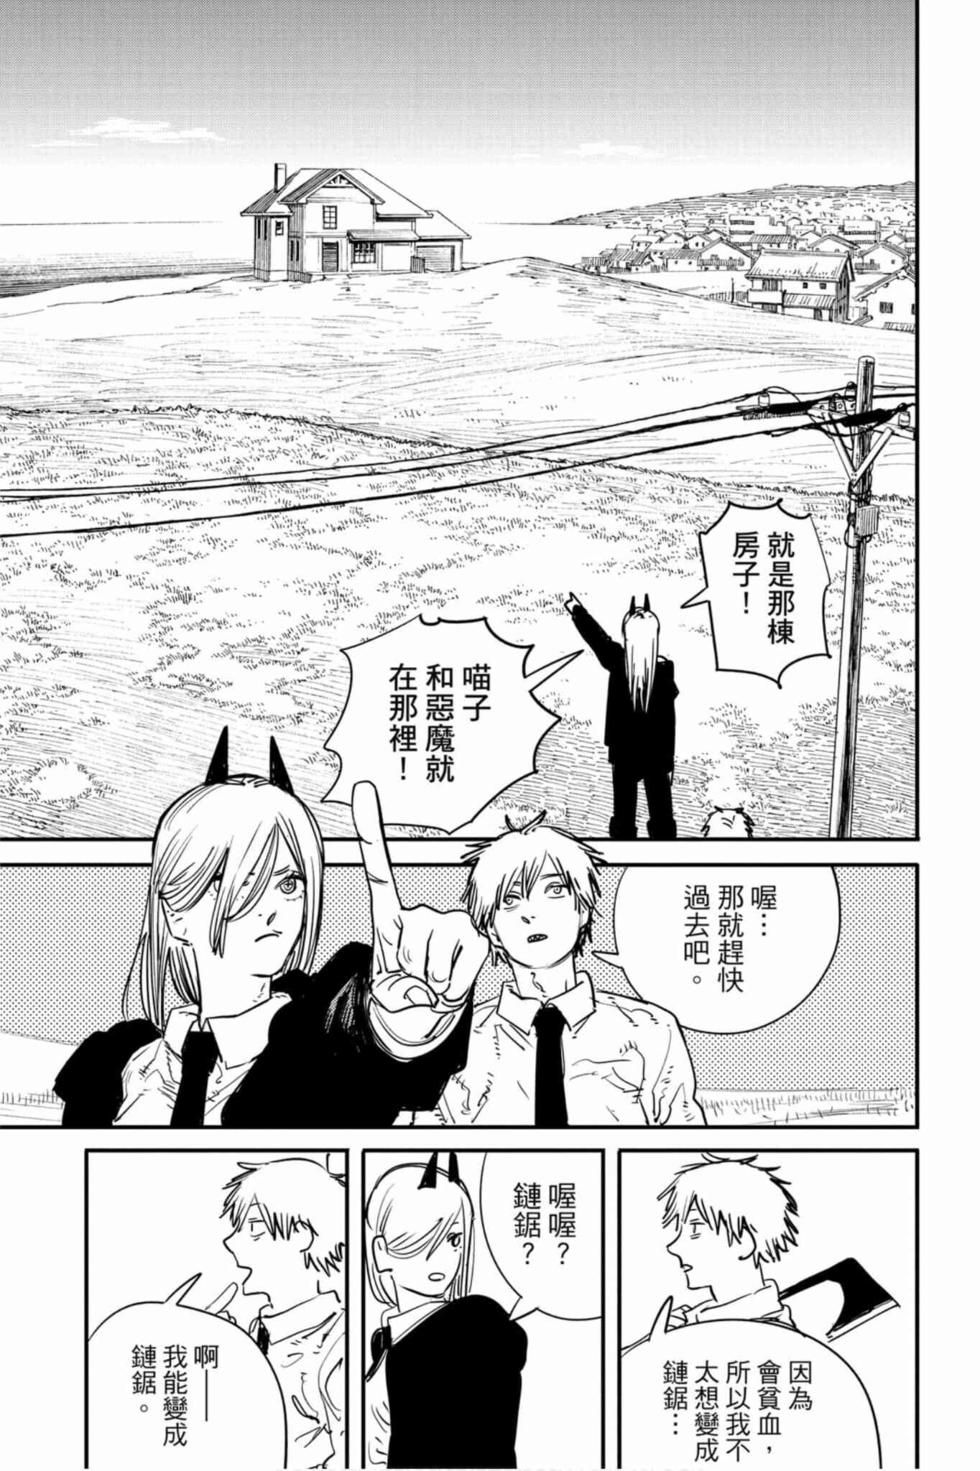 就是那棟
房子！
喵子
和惡魔就
在那裡！
喔…
那就趕快
過去吧。
因為
會貧血，
所以我不
太想變成
鏈鋸…
喔喔？
鏈鋸？
啊——
我能變成
鏈鋸。